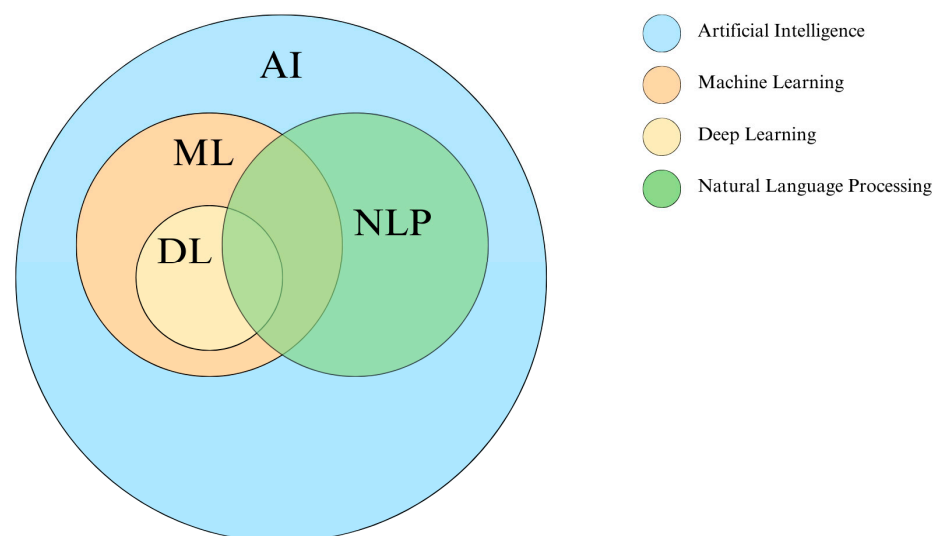 AI
ML
DL
NLP
Artificial Intelligence
Machine Learning
Deep Learning
Natural Language Processing